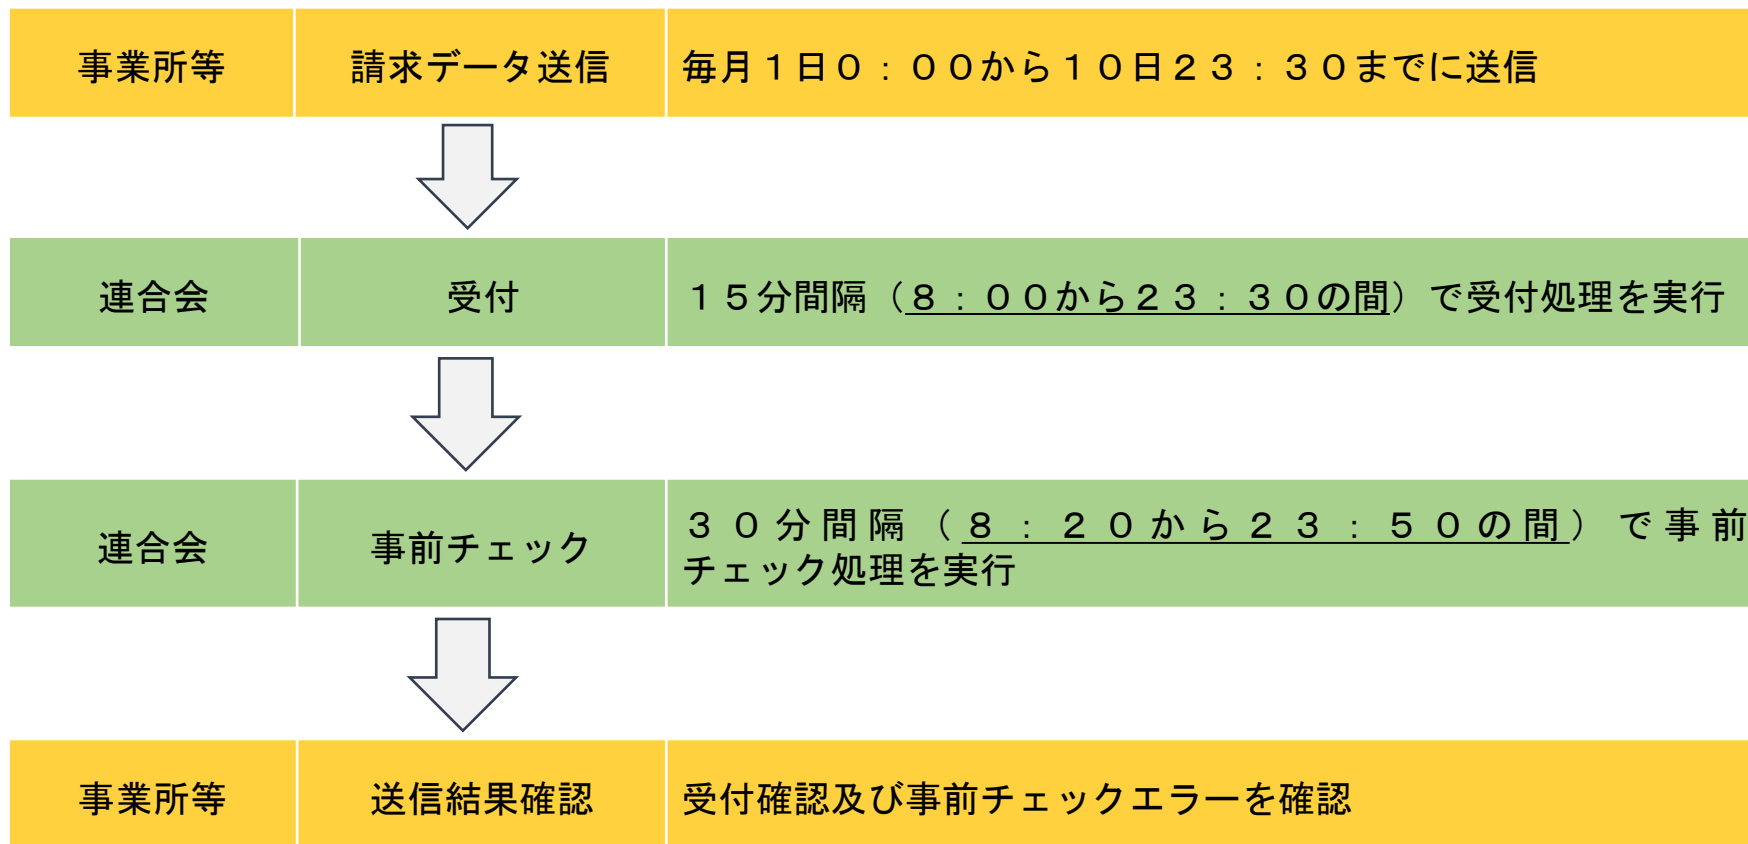 事業所等 請求データ送信 毎月１日０：００から１０日２３：３０までに送信
連合会 受付 １５分間隔（８：００から２３：３０の間）で受付処理を実行
連合会 事前チェック ３０分間隔（８：２０から２３：５０の間）で事前
チェック処理を実行
事業所等 送信結果確認 受付確認及び事前チェックエラーを確認